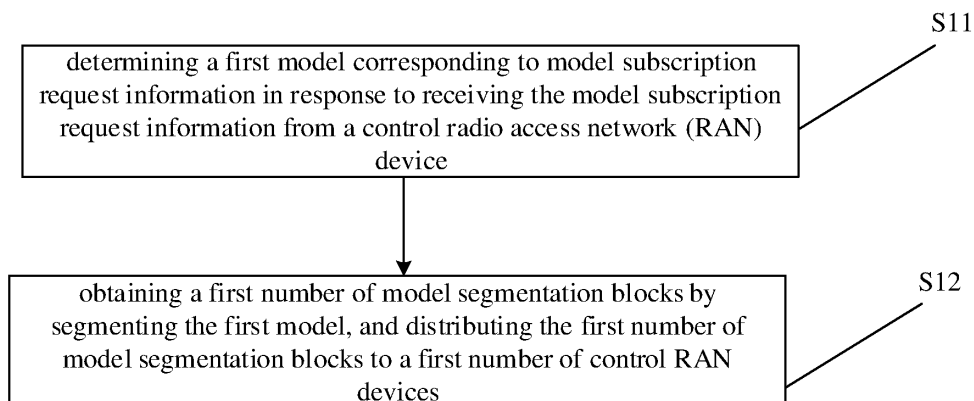 S11
determining a first model corresponding to model subscription
request information in response to receiving the model subscription
request information from a control radio access network (RAN)
device
S12
obtaining a first number of model segmentation blocks by
segmenting the first model, and distributing the first number of
model segmentation blocks to a first number of control RAN
devices